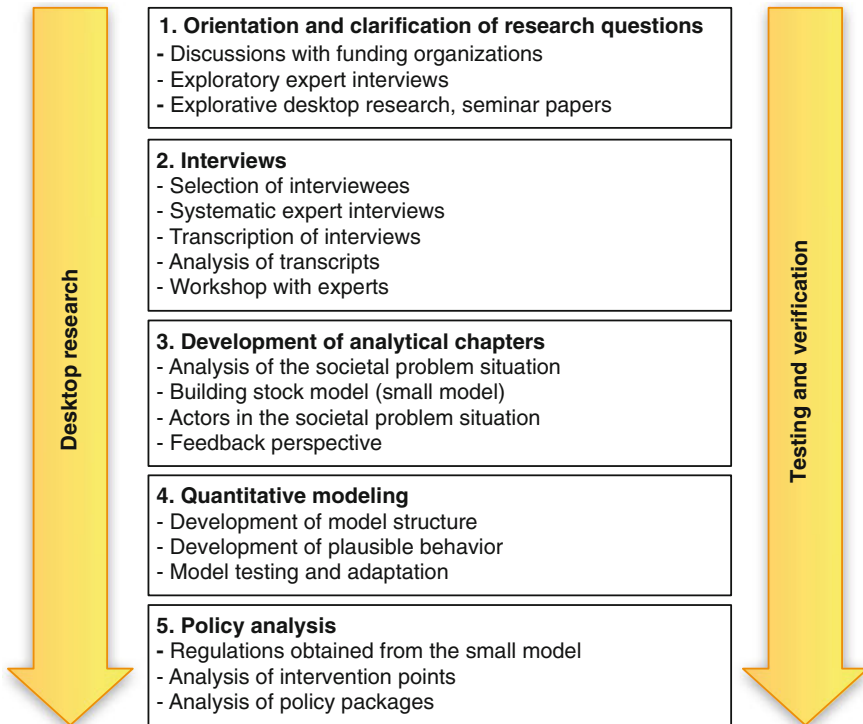 1. Orientation and clarification of research questions
- Discussions with funding organizations
- Exploratory expert interviews
- Explorative desktop research, seminar papers
2. Interviews
- Selection of interviewees
- Systematic expert interviews
- Transcription of interviews
- Analysis of transcripts
- Workshop with experts
3. Development of analytical chapters
- Analysis of the societal problem situation
- Building stock model (small model)
- Actors in the societal problem situation
- Feedback perspective
4. Quantitative modeling
- Development of model structure
- Development of plausible behavior
- Model testing and adaptation
5. Policy analysis
- Regulations obtained from the small model
- Analysis of intervention points
- Analysis of policy packages
Desktop research
Testing and verification